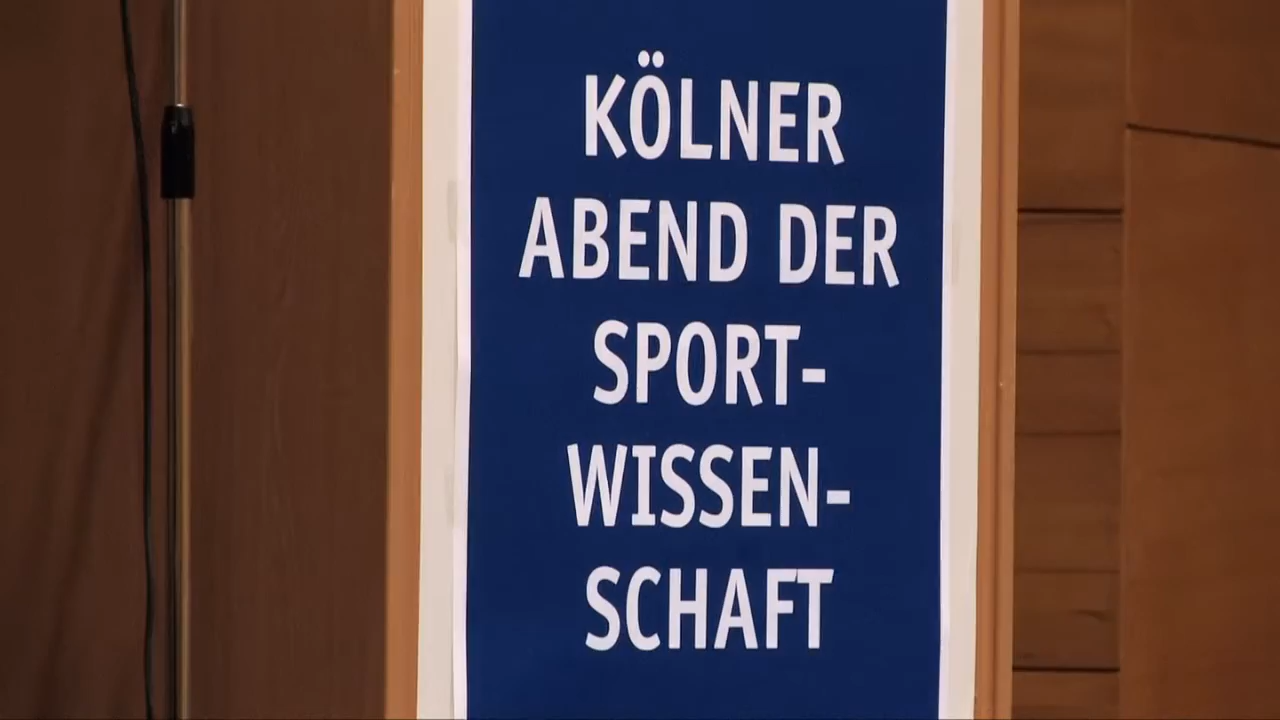 KÖLNER
ABEND DER
SPORT-
WISSEN-
SCHAFT